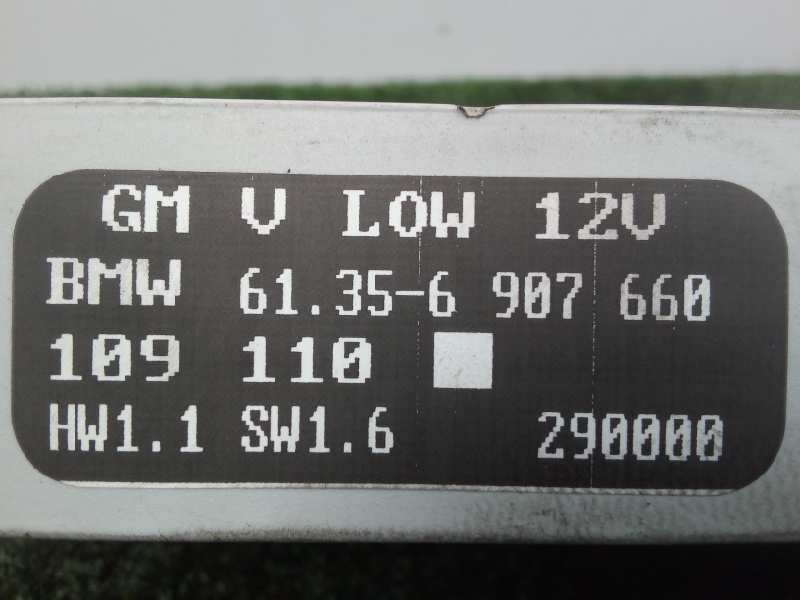 GM V LOW 12V
BMW 61.35-6 907 660
109 110
HW1.1 SW1.6 290000